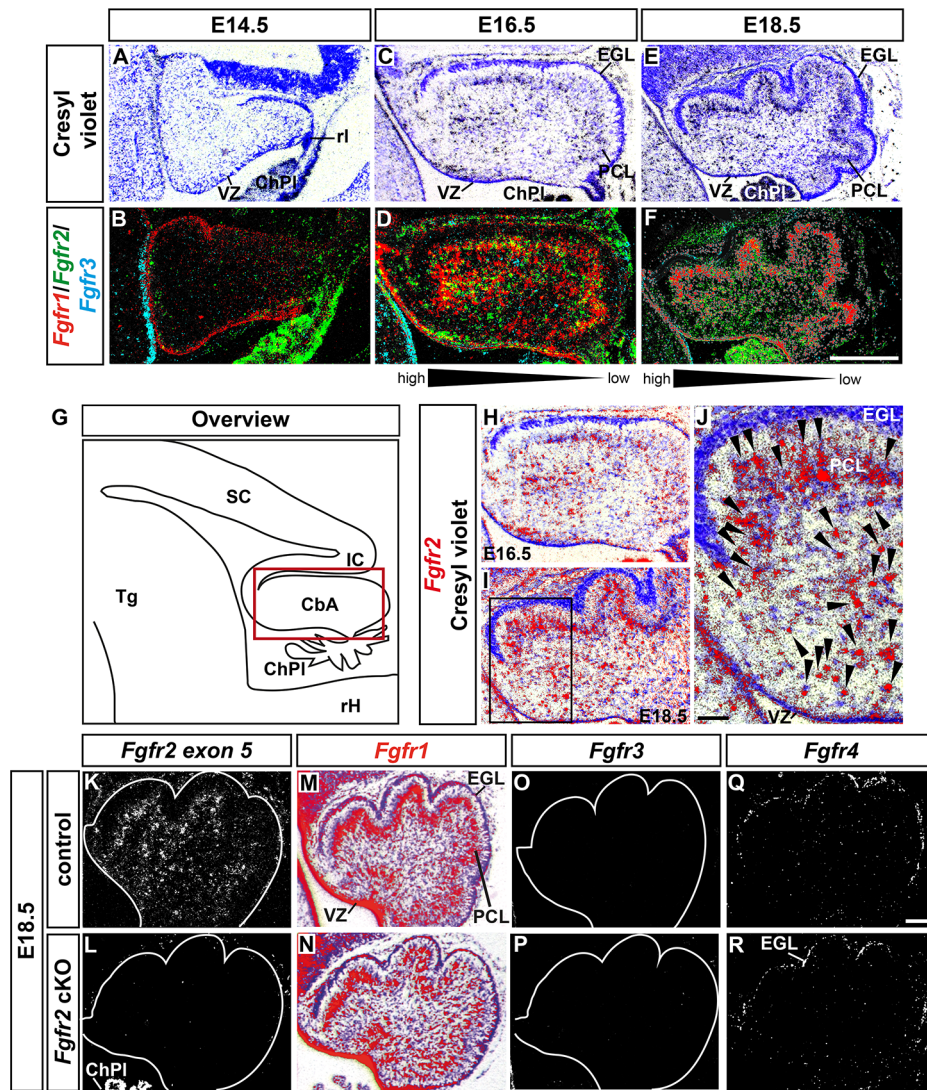 E14.5
E16.5
E18.5
Cresyl
violet
A
rl
VZ
ChPl
C
EGL
PCL
VZ
ChPl
E
EGL
VZ
ChPl
PCL
Fgfr1/Fgfr2/
Fgfr3
B
D
F
high
low
high
low
G
Overview
SC
IC
Tg
CbA
ChPl
rH
Fgfr2
Cresyl violet
H
E16.5
I
E18.5
J
EGL
PCL
VZ
Fgfr2 exon 5
Fgfr1
Fgfr3
Fgfr4
E18.5
control
K
M
EGL
VZ
PCL
O
Q
Fgfr2 cKO
L
ChPl
N
P
R
EGL